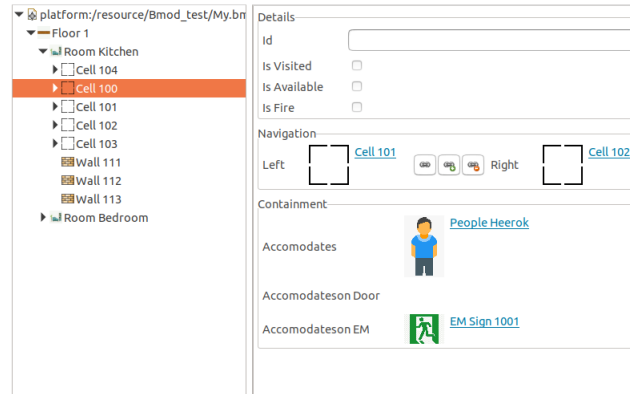 platform:/resource/Bmod_test/My.bm
Floor 1
Room Kitchen
Cell 104
Cell 100
Cell 101
Cell 102
Cell 103
Wall 111
Wall 112
Wall 113
Room Bedroom
Details
Id
Is Visited
Is Available
Is Fire
Navigation
Left Cell 101 Right Cell 102
Containment
Accomodates People Heerok
Accomodateson Door
Accomodateson EM EM Sign 1001